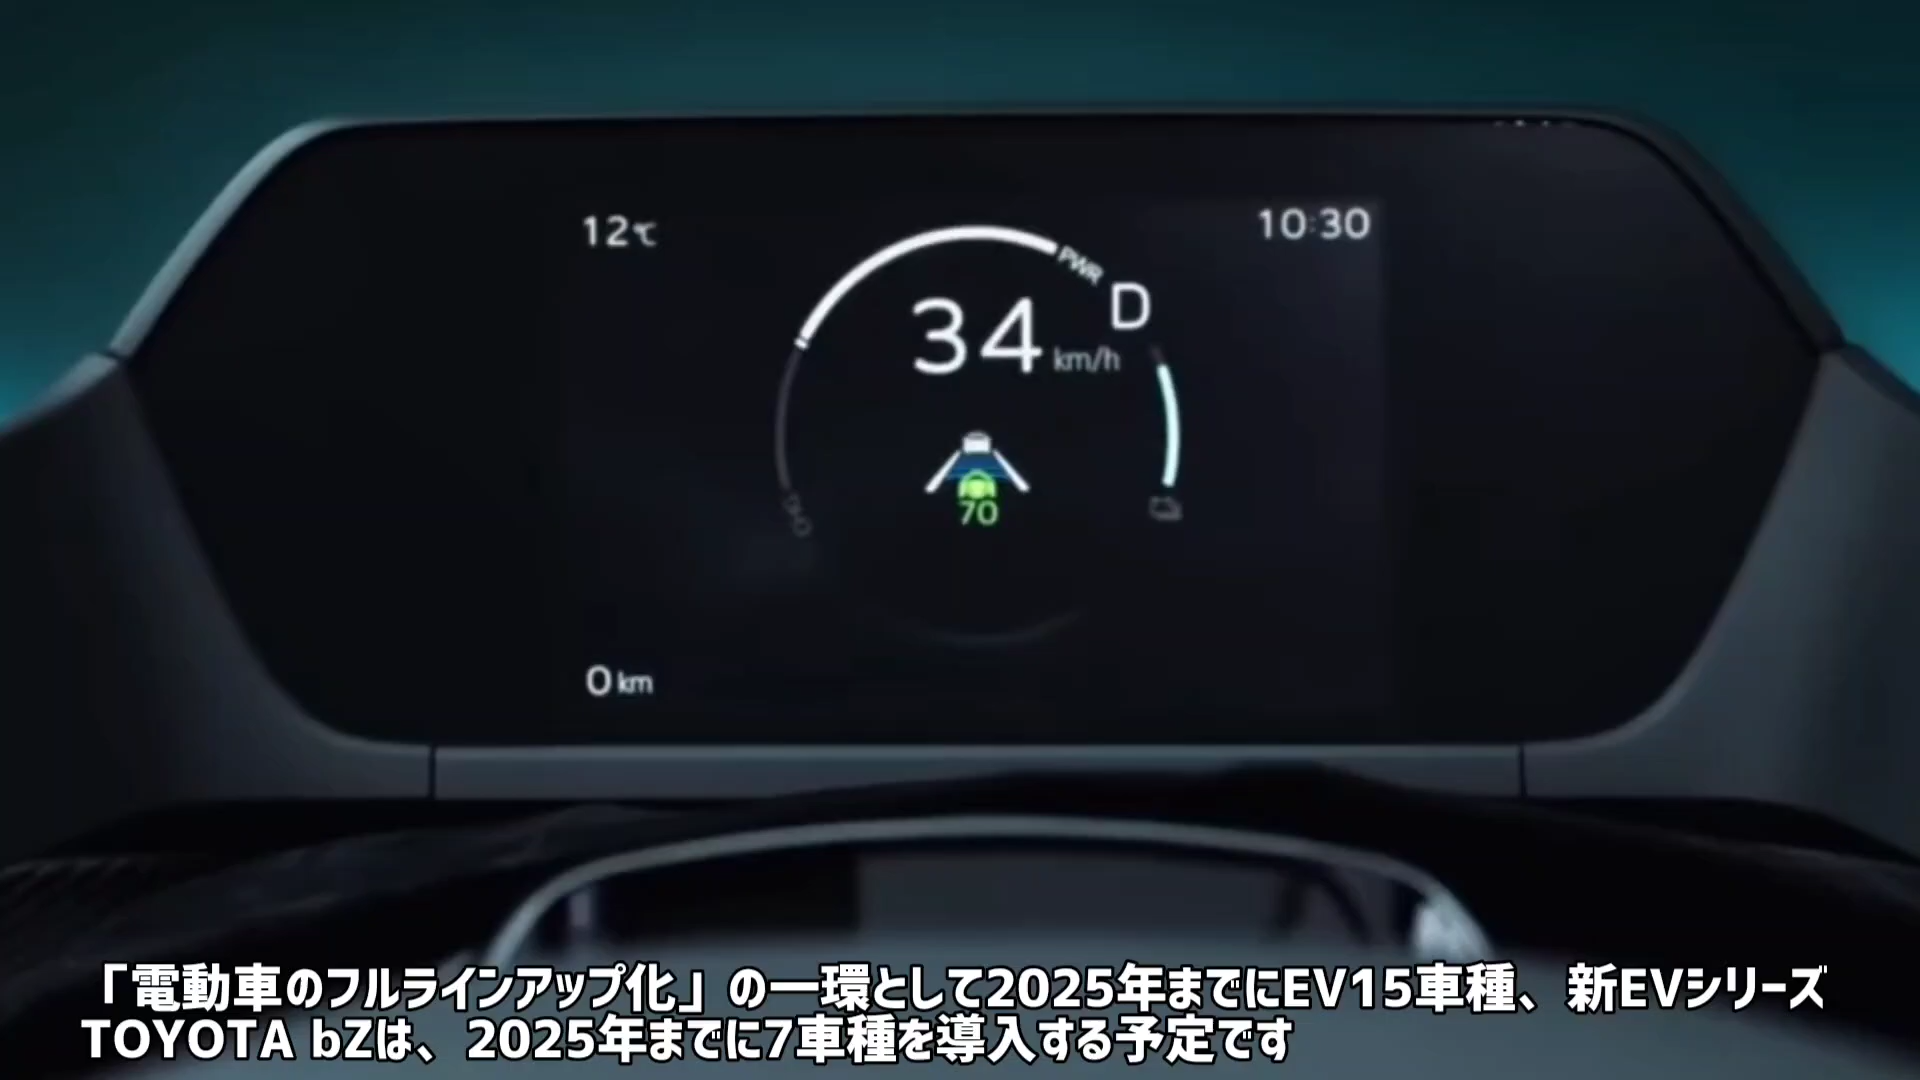 12℃
10:30
PWR
D
34 km/h
70
0 km
「電動車のフルラインアップ化」の一環として2025年までにEV15車種、新EVシリーズ
TOYOTA bZは、2025年までに7車種を導入する予定です